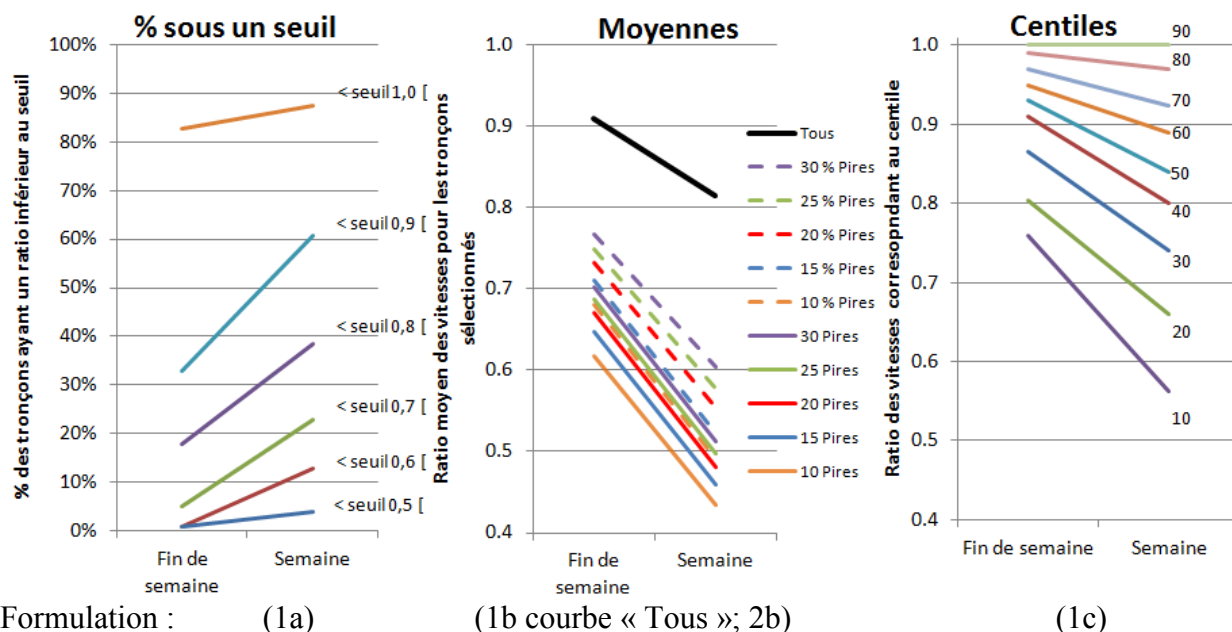 % sous un seuil
% des tronçons ayant un ratio inférieur au seuil
100%
90%
80%
70%
60%
50%
40%
30%
20%
10%
0%
< seuil 1,0 [
< seuil 0,9 [
< seuil 0,8 [
< seuil 0,7 [
< seuil 0,6 [
< seuil 0,5 [
Fin de
semaine
Semaine
Moyennes
Ratio moyen des vitesses pour les tronçons
sélectionnés
1.0
0.9
0.8
0.7
0.6
0.5
0.4
Tous
30 % Pires
25 % Pires
20 % Pires
15 % Pires
10 % Pires
30 Pires
25 Pires
20 Pires
15 Pires
10 Pires
Fin de
semaine
Semaine
Centiles
Ratio des vitesses corresopndant au centile
1.0
0.9
0.8
0.7
0.6
0.5
0.4
90
80
70
60
50
40
30
20
10
Fin de semaine
Semaine
Formulation : (1a) (1b courbe « Tous »; 2b) (1c)